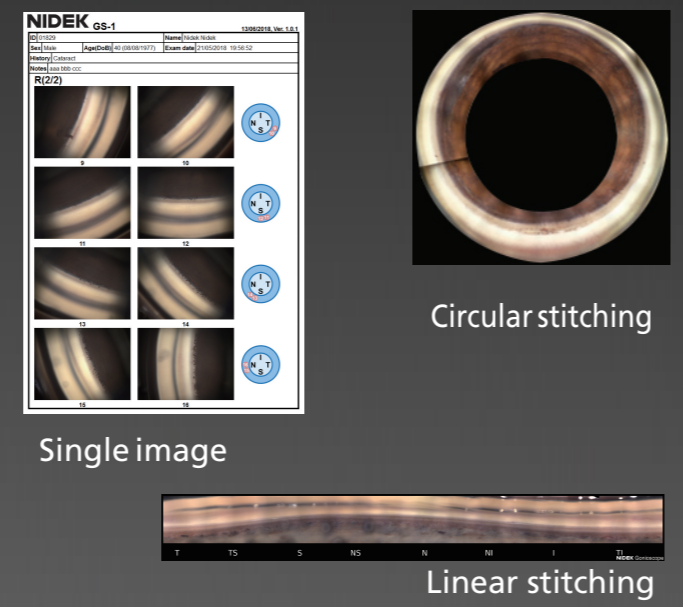 NIDEK GS-1
13/06/2018, Ver. 1.0.1
ID 01829 Name Nidek Nidek
Sex Male Age(DoB) 40 (08/08/1977) Exam date 21/05/2018 19:56:52
History Cataract
Notes aaa bbb ccc
R(2/2)
I
N T
S
9 10
I
N T
S
11 12
I
N T
S
13 14
I
N T
S
15 16
Single image
Circular stitching
T TS S NS N NI I TI
NIDEK Gonioscope
Linear stitching